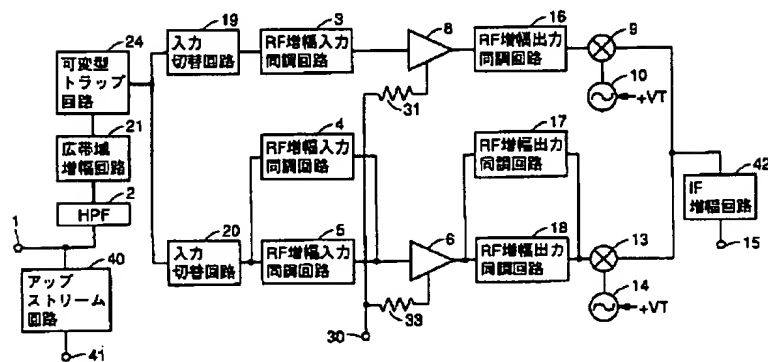 24
可変型
トラップ
回路
21
広帯域
増幅回路
2
HPF
1
40
アップ
ストリーム
回路
41
19
入力
切替回路
3
RF増幅入力
同調回路
8
31
16
RF増幅出力
同調回路
9
10
+VT
4
RF増幅入力
同調回路
17
RF増幅出力
同調回路
42
IF
増幅回路
15
20
入力
切替回路
5
RF増幅入力
同調回路
6
33
30
18
RF増幅出力
同調回路
13
14
+VT